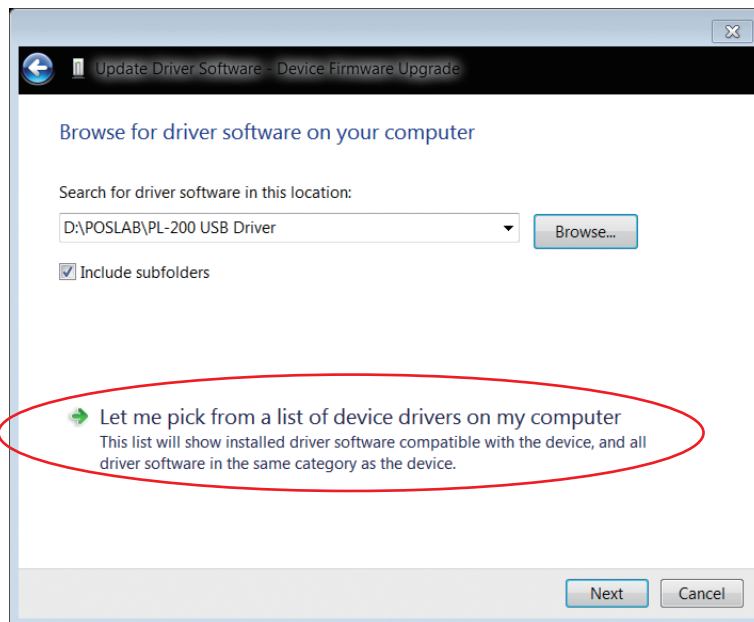 Update Driver Software - Device Firmware Upgrade
Browse for driver software on your computer
Search for driver software in this location:
D:\POSLAB\PL-200 USB Driver
Browse...
Include subfolders
Let me pick from a list of device drivers on my computer
This list will show installed driver software compatible with the device, and all
driver software in the same category as the device.
Next
Cancel